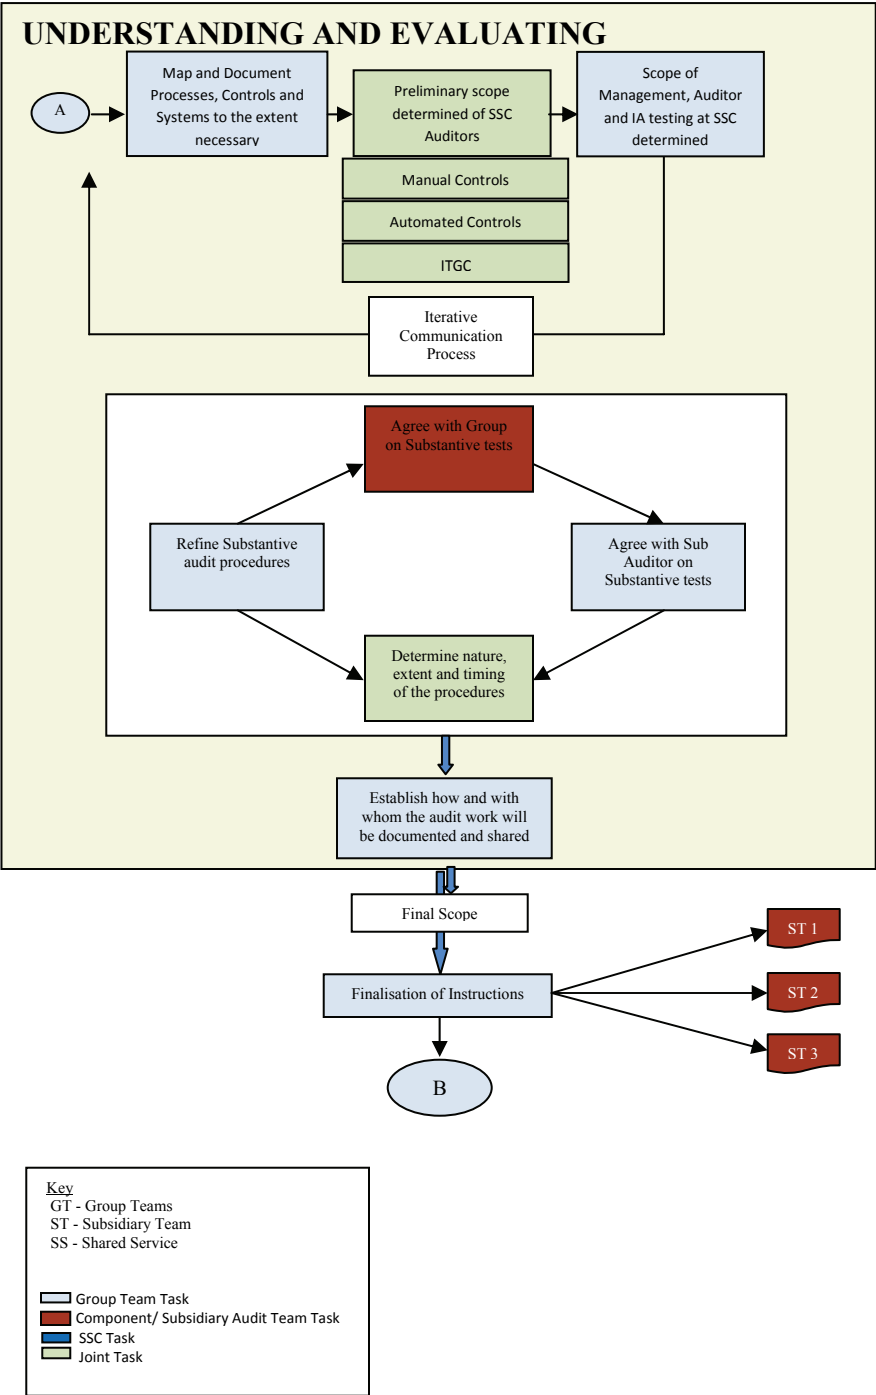 UNDERSTANDING AND EVALUATING
A
Map and Document
Processes, Controls and
Systems to the extent
necessary
Preliminary scope
determined of SSC
Auditors
Scope of
Management, Auditor
and IA testing at SSC
determined
Manual Controls
Automated Controls
ITGC
Iterative
Communication
Process
Agree with Group
on Substantive tests
Refine Substantive
audit procedures
Agree with Sub
Auditor on
Substantive tests
Determine nature,
extent and timing
of the procedures
Establish how and with
whom the audit work will
be documented and shared
Final Scope
Finalisation of Instructions
ST 1
ST 2
ST 3
B
Key
GT - Group Teams
ST - Subsidiary Team
SS - Shared Service
Group Team Task
Component/ Subsidiary Audit Team Task
SSC Task
Joint Task